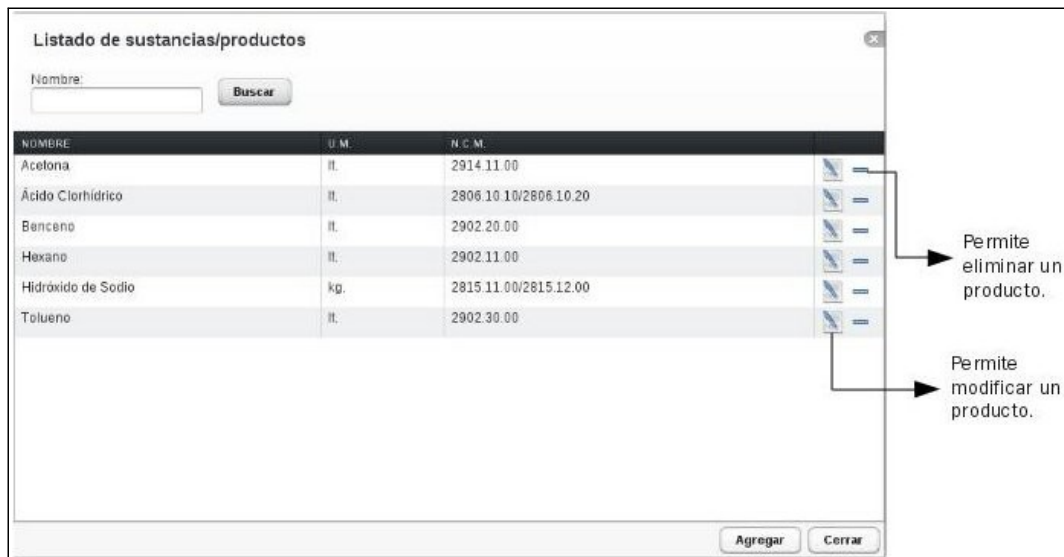 Listado de sustancias/productos
Nombre:
Buscar
NOMBRE U.M. N.C.M.
Acetona lt. 2914.11.00
Ácido Clorhídrico lt. 2806.10.10/2806.10.20
Benceno lt. 2902.20.00
Hexano lt. 2902.11.00
Hidróxido de Sodio kg. 2815.11.00/2815.12.00
Tolueno lt. 2902.30.00
Permite
eliminar un
producto.
Permite
modificar un
producto.
Agregar Cerrar